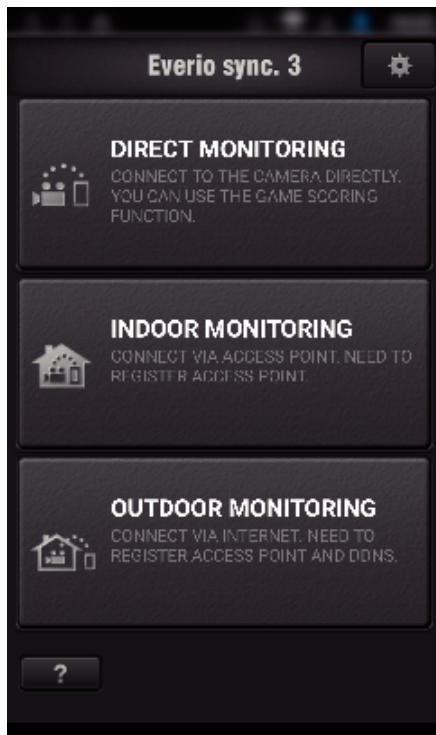 Everio sync. 3
DIRECT MONITORING
CONNECT TO THE CAMERA DIRECTLY.
YOU CAN USE THE GAME SCORING
FUNCTION.
INDOOR MONITORING
CONNECT VIA ACCESS POINT. NEED TO
REGISTER ACCESS POINT.
OUTDOOR MONITORING
CONNECT VIA INTERNET. NEED TO
REGISTER ACCESS POINT AND DDNS.
?